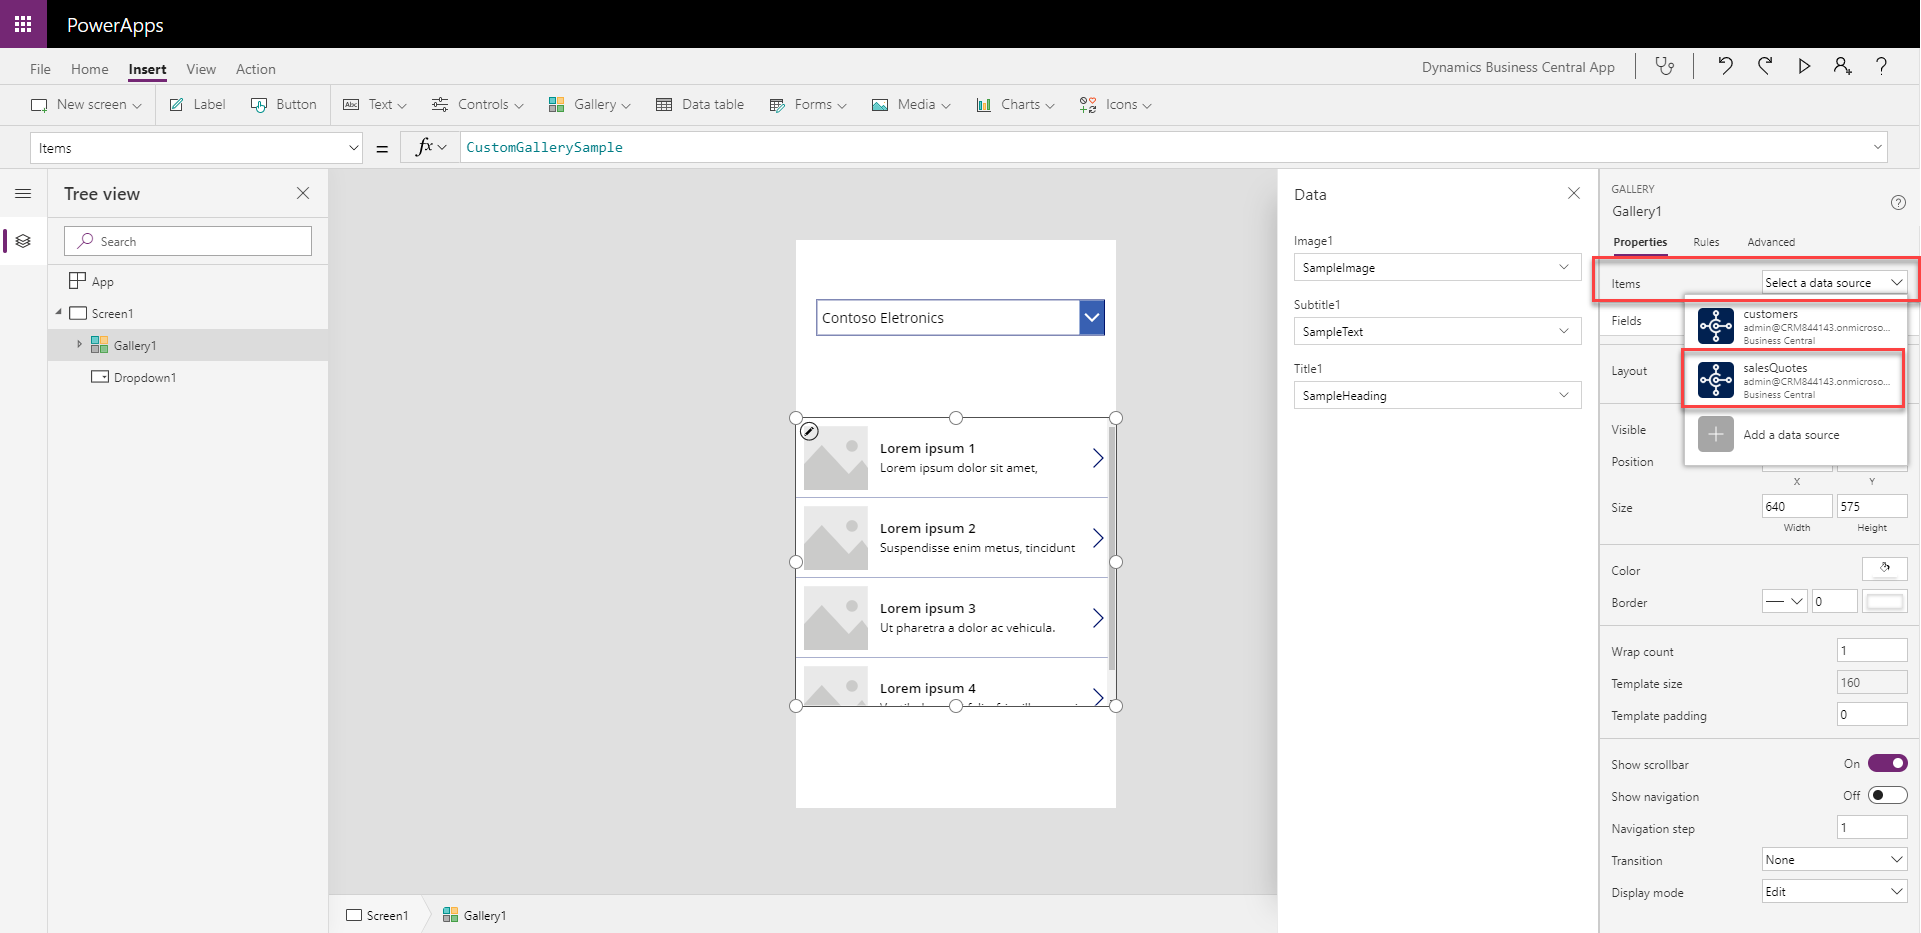 PowerApps
File Home Insert View Action
Dynamics Business Central App
New screen Label Button Text Controls Gallery Data table Forms Media Charts Icons
Items = fx CustomGallerySample
Tree view
Search
App
Screen1
Gallery1
Dropdown1
Contoso Eletronics
Lorem ipsum 1
Lorem ipsum dolor sit amet,
Lorem ipsum 2
Suspendisse enim metus, tincidunt
Lorem ipsum 3
Ut pharetra a dolor ac vehicula.
Lorem ipsum 4
Screen1 Gallery1
Data
Image1
SampleImage
Subtitle1
SampleText
Title1
SampleHeading
GALLERY
Gallery1
Properties Rules Advanced
Items Select a data source
customers
admin@CRM844143.onmicroso...
Business Central
salesQuotes
admin@CRM844143.onmicroso...
Business Central
Add a data source
Fields
Layout
Visible
Position
X Y
Size 640 575
Width Height
Color
Border 0
Wrap count 1
Template size 160
Template padding 0
Show scrollbar On
Show navigation Off
Navigation step 1
Transition None
Display mode Edit